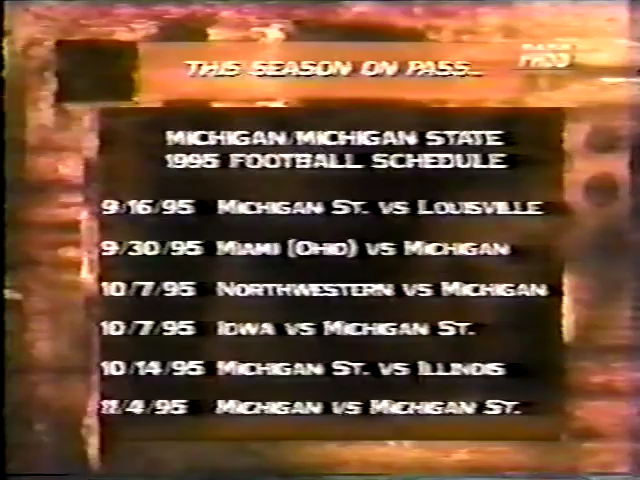 THIS SEASON ON PASS...
PASS
MICHIGAN/MICHIGAN STATE
1995 FOOTBALL SCHEDULE
9/16/95 MICHIGAN ST. VS LOUISVILLE
9/30/95 MIAMI (OHIO) VS MICHIGAN
10/7/95 NORTHWESTERN VS MICHIGAN
10/7/95 IOWA VS MICHIGAN ST.
10/14/95 MICHIGAN ST. VS ILLINOIS
11/4/95 MICHIGAN VS MICHIGAN ST.